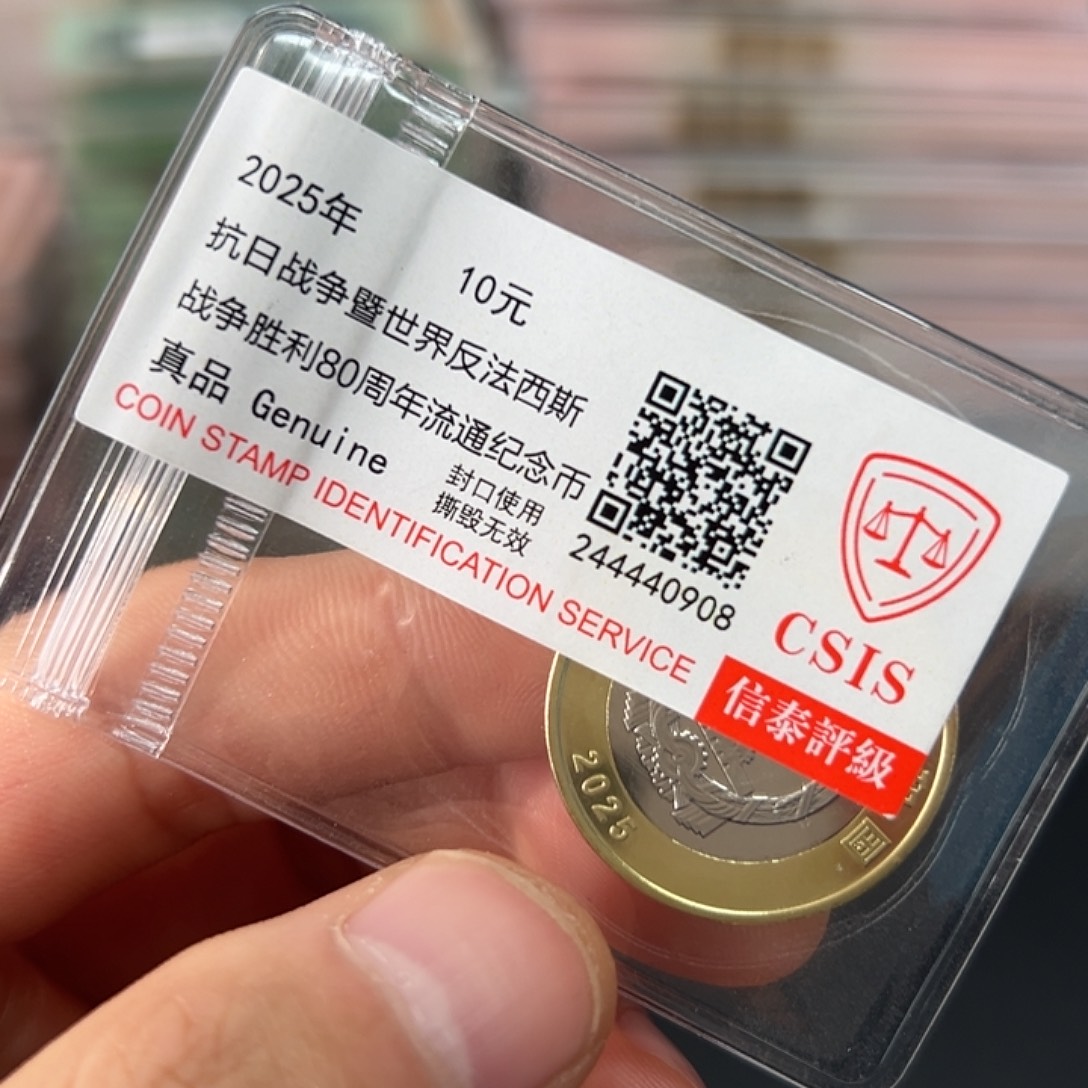 2025年
10元
抗日战争暨世界反法西斯
战争胜利80周年流通纪念币
真品 Genuine
封口使用
撕毁无效
COIN STAMP IDENTIFICATION SERVICE
244440908
CSIS
信泰評級
2025